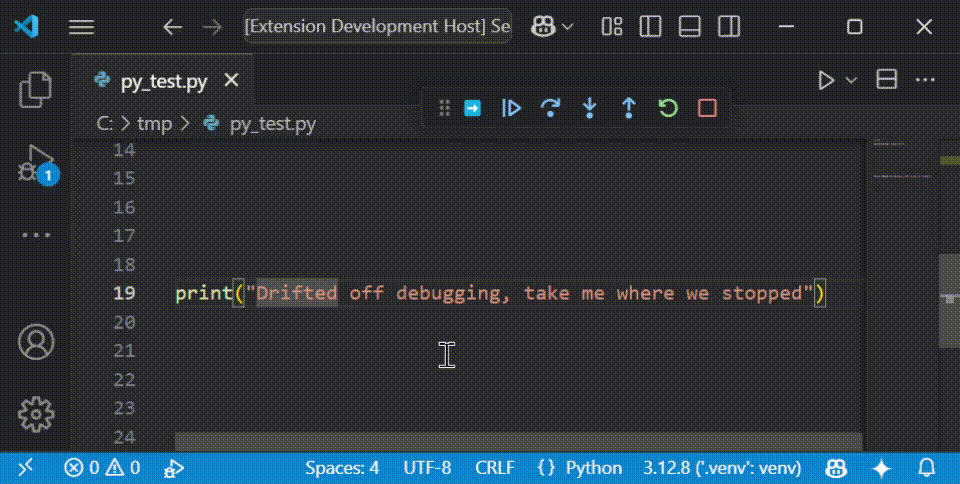 [Extension Development Host] Se
py_test.py
C: > tmp > py_test.py
14
15
16
17
18
19 print("Drifted off debugging, take me where we stopped")
20
21
22
23
24
1
0 0 Spaces: 4 UTF-8 CRLF {} Python 3.12.8 ('.venv': venv)